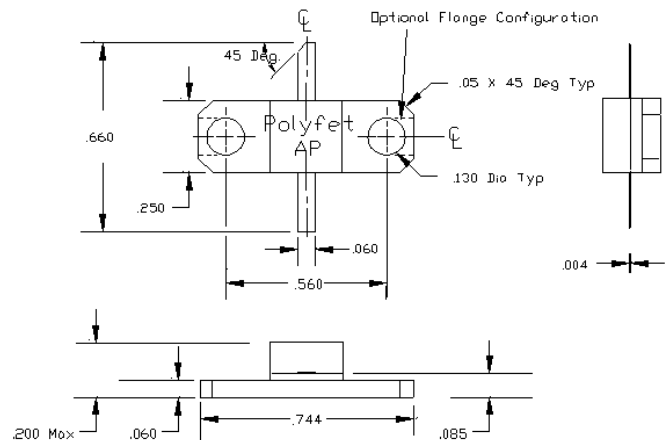 ℄
Optional Flange Configuration
45 Deg.
.05 X 45 Deg Typ
Polyfet
AP
℄
.660
.130 Dia Typ
.250
.060
.004
.560
.200 Max
.060
.744
.085